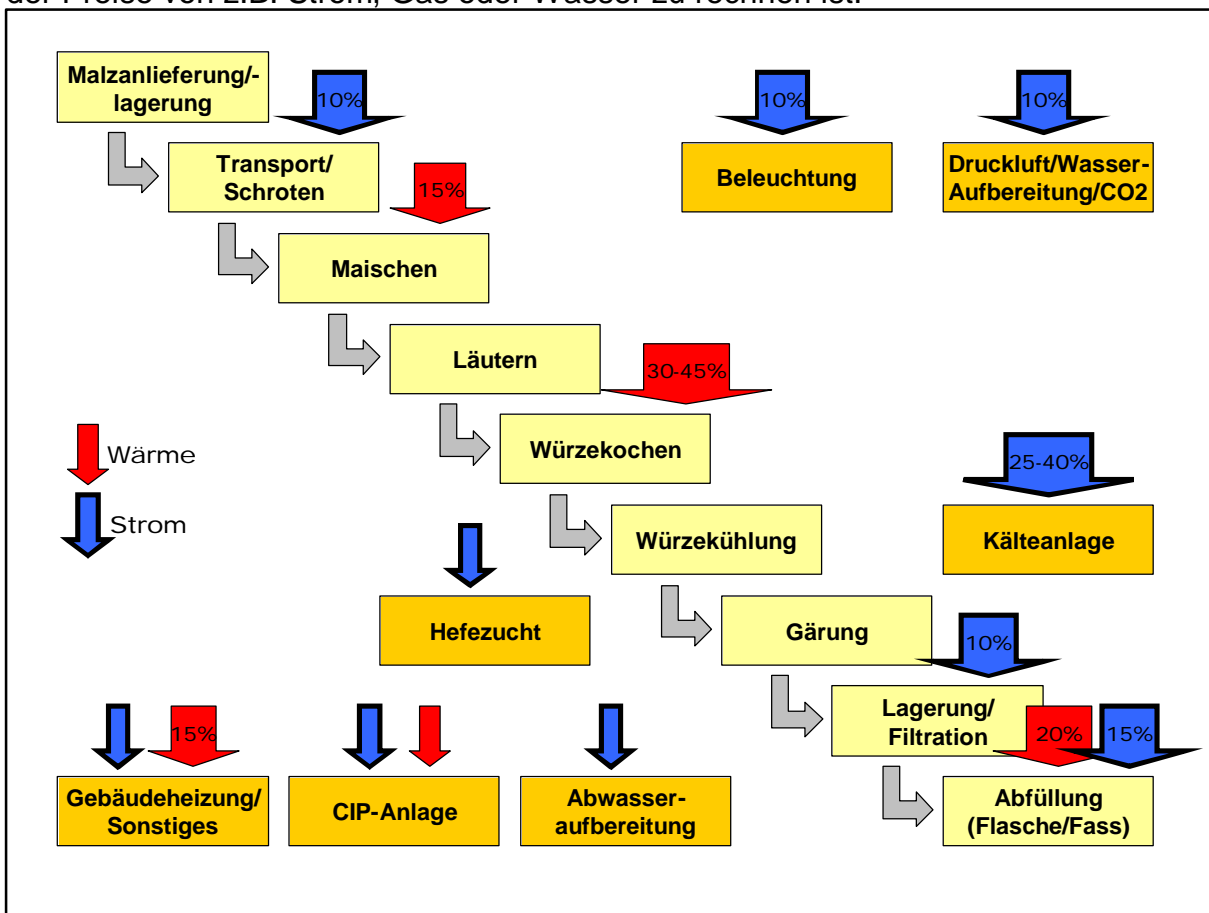 der Preise von z.B. Strom, Gas oder Wasser zu rechnen ist.
Malzanlieferung/-
lagerung
10%
10%
10%
Transport/
Schroten
15%
Beleuchtung
Druckluft/Wasser-
Aufbereitung/CO2
Maischen
Läutern
30-45%
Wärme
Strom
Würzekochen
25-40%
Würzekühlung
Kälteanlage
Hefezucht
Gärung
10%
Lagerung/
Filtration
15%
20%
15%
Gebäudeheizung/
Sonstiges
CIP-Anlage
Abwasser-
aufbereitung
Abfüllung
(Flasche/Fass)